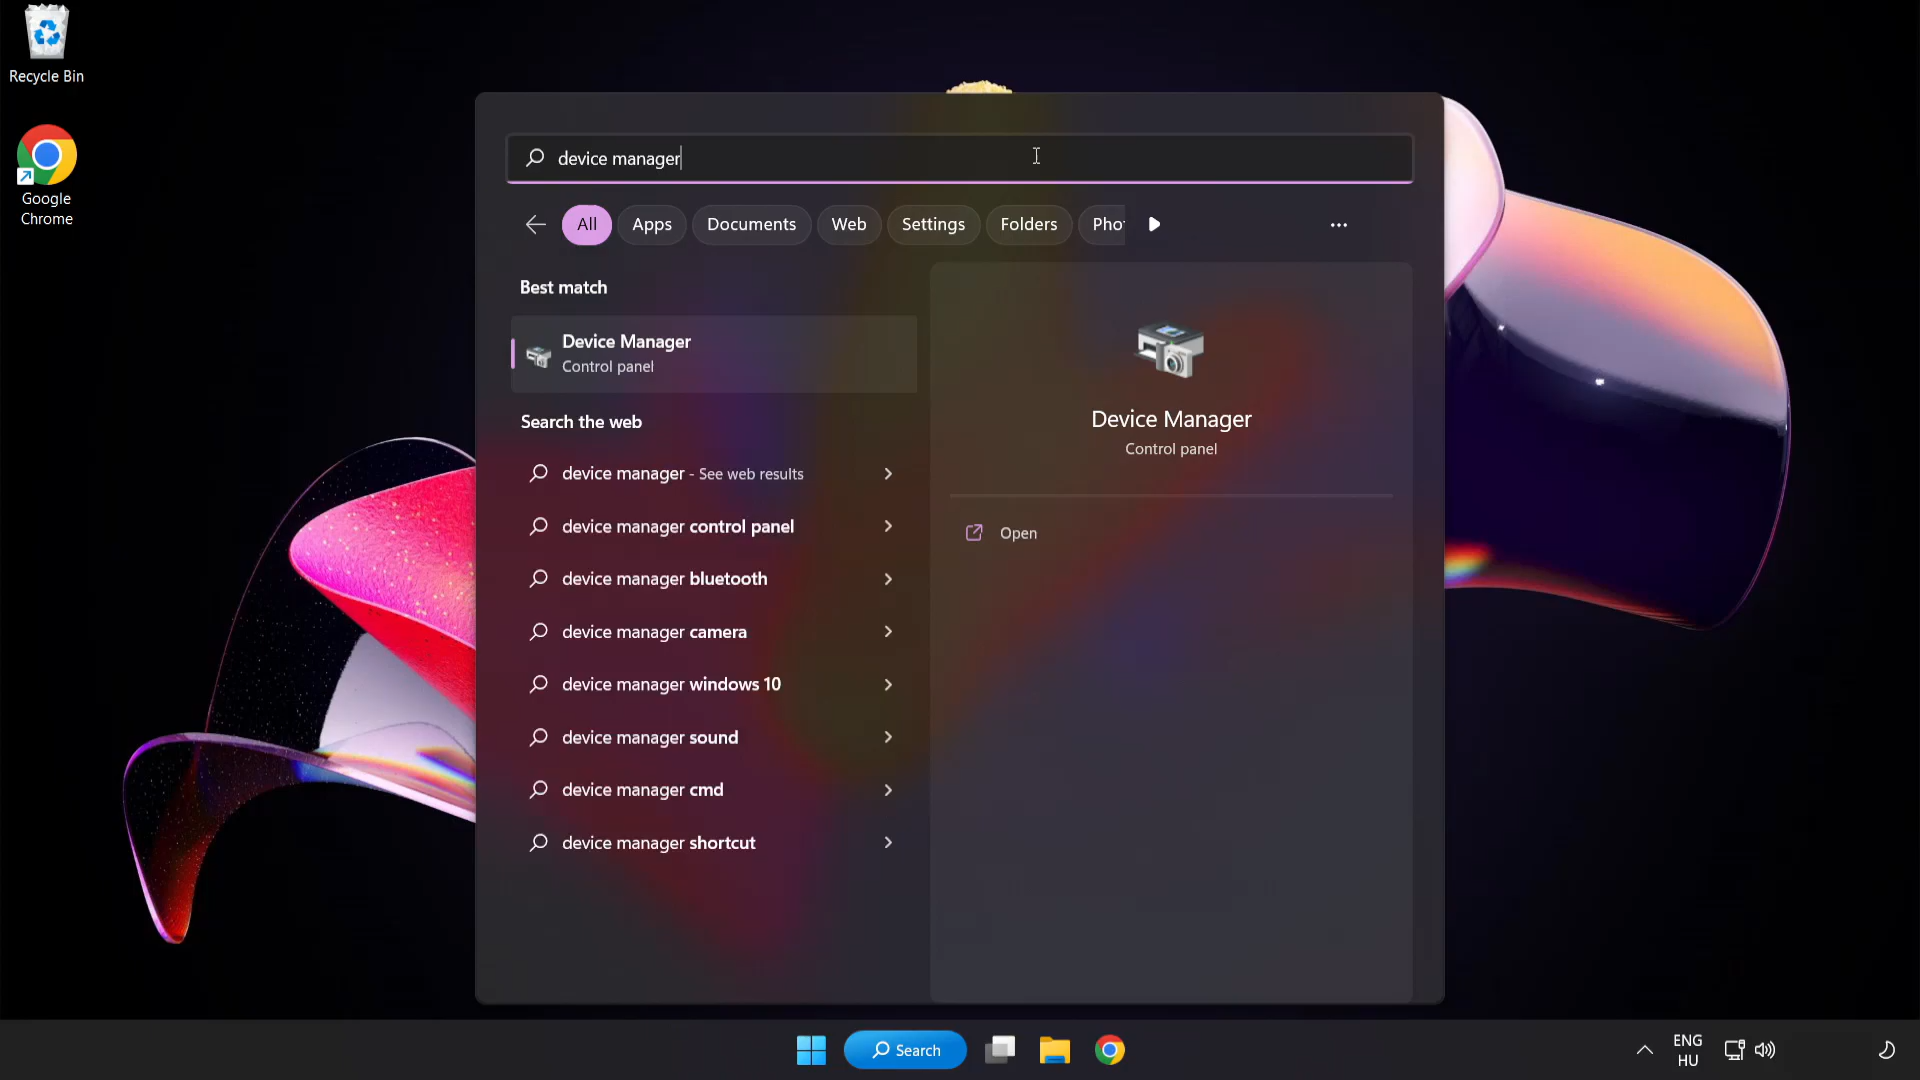 Recycle Bin
Google
Chrome
device manager
All
Apps
Documents
Web
Settings
Folders
Best match
Device Manager
Control panel
Search the web
device manager - See web results
device manager control panel
device manager bluetooth
device manager camera
device manager windows 10
device manager sound
device manager cmd
device manager shortcut
Device Manager
Control panel
Open
Search
ENG
HU